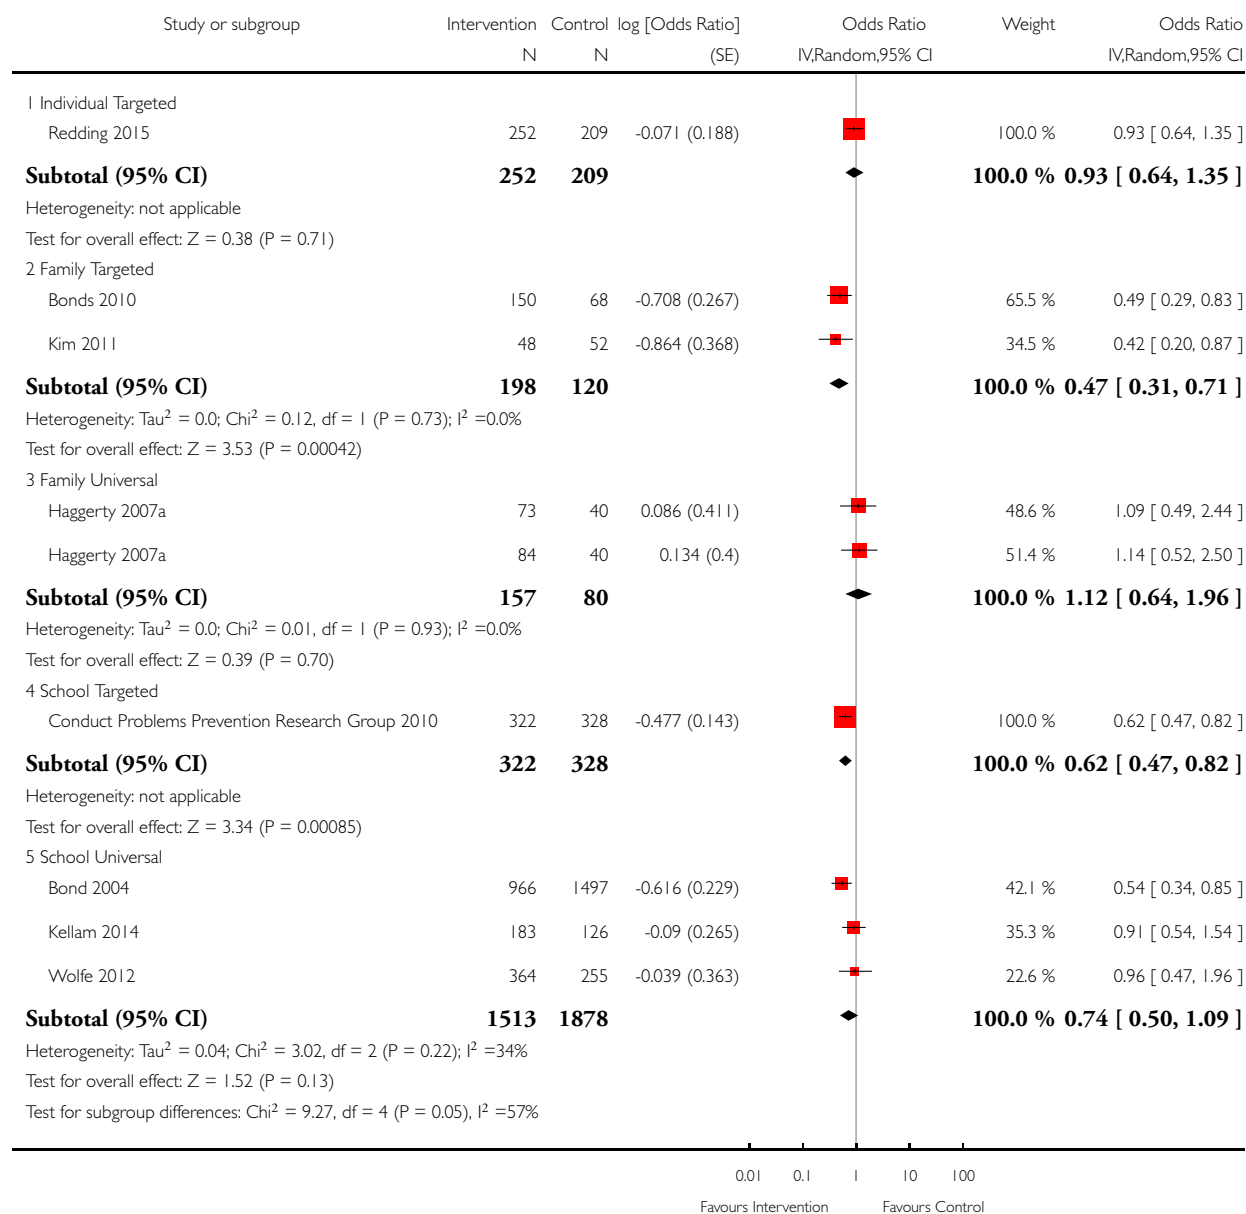 Study or subgroup Intervention Control log [Odds Ratio] Odds Ratio Weight Odds Ratio
N N (SE) IV,Random,95% CI IV,Random,95% CI
1 Individual Targeted
Redding 2015 252 209 -0.071 (0.188) 100.0 % 0.93 [ 0.64, 1.35 ]
Subtotal (95% CI) 252 209 100.0 % 0.93 [ 0.64, 1.35 ]
Heterogeneity: not applicable
Test for overall effect: Z = 0.38 (P = 0.71)
2 Family Targeted
Bonds 2010 150 68 -0.708 (0.267) 65.5 % 0.49 [ 0.29, 0.83 ]
Kim 2011 48 52 -0.864 (0.368) 34.5 % 0.42 [ 0.20, 0.87 ]
Subtotal (95% CI) 198 120 100.0 % 0.47 [ 0.31, 0.71 ]
Heterogeneity: Tau² = 0.0; Chi² = 0.12, df = 1 (P = 0.73); I² =0.0%
Test for overall effect: Z = 3.53 (P = 0.00042)
3 Family Universal
Haggerty 2007a 73 40 0.086 (0.411) 48.6 % 1.09 [ 0.49, 2.44 ]
Haggerty 2007a 84 40 0.134 (0.4) 51.4 % 1.14 [ 0.52, 2.50 ]
Subtotal (95% CI) 157 80 100.0 % 1.12 [ 0.64, 1.96 ]
Heterogeneity: Tau² = 0.0; Chi² = 0.01, df = 1 (P = 0.93); I² =0.0%
Test for overall effect: Z = 0.39 (P = 0.70)
4 School Targeted
Conduct Problems Prevention Research Group 2010 322 328 -0.477 (0.143) 100.0 % 0.62 [ 0.47, 0.82 ]
Subtotal (95% CI) 322 328 100.0 % 0.62 [ 0.47, 0.82 ]
Heterogeneity: not applicable
Test for overall effect: Z = 3.34 (P = 0.00085)
5 School Universal
Bond 2004 966 1497 -0.616 (0.229) 42.1 % 0.54 [ 0.34, 0.85 ]
Kellam 2014 183 126 -0.09 (0.265) 35.3 % 0.91 [ 0.54, 1.54 ]
Wolfe 2012 364 255 -0.039 (0.363) 22.6 % 0.96 [ 0.47, 1.96 ]
Subtotal (95% CI) 1513 1878 100.0 % 0.74 [ 0.50, 1.09 ]
Heterogeneity: Tau² = 0.04; Chi² = 3.02, df = 2 (P = 0.22); I² =34%
Test for overall effect: Z = 1.52 (P = 0.13)
Test for subgroup differences: Chi² = 9.27, df = 4 (P = 0.05), I² =57%
0.01 0.1 1 10 100
Favours Intervention Favours Control